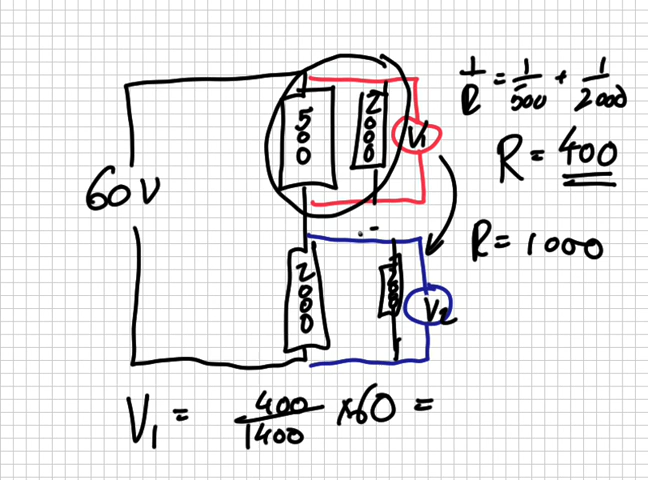 1/R = 1/500 + 1/2000
500
2000
V1
R = 400
60V
R = 1000
2000
V2
V1 = 400/1400 x60 =